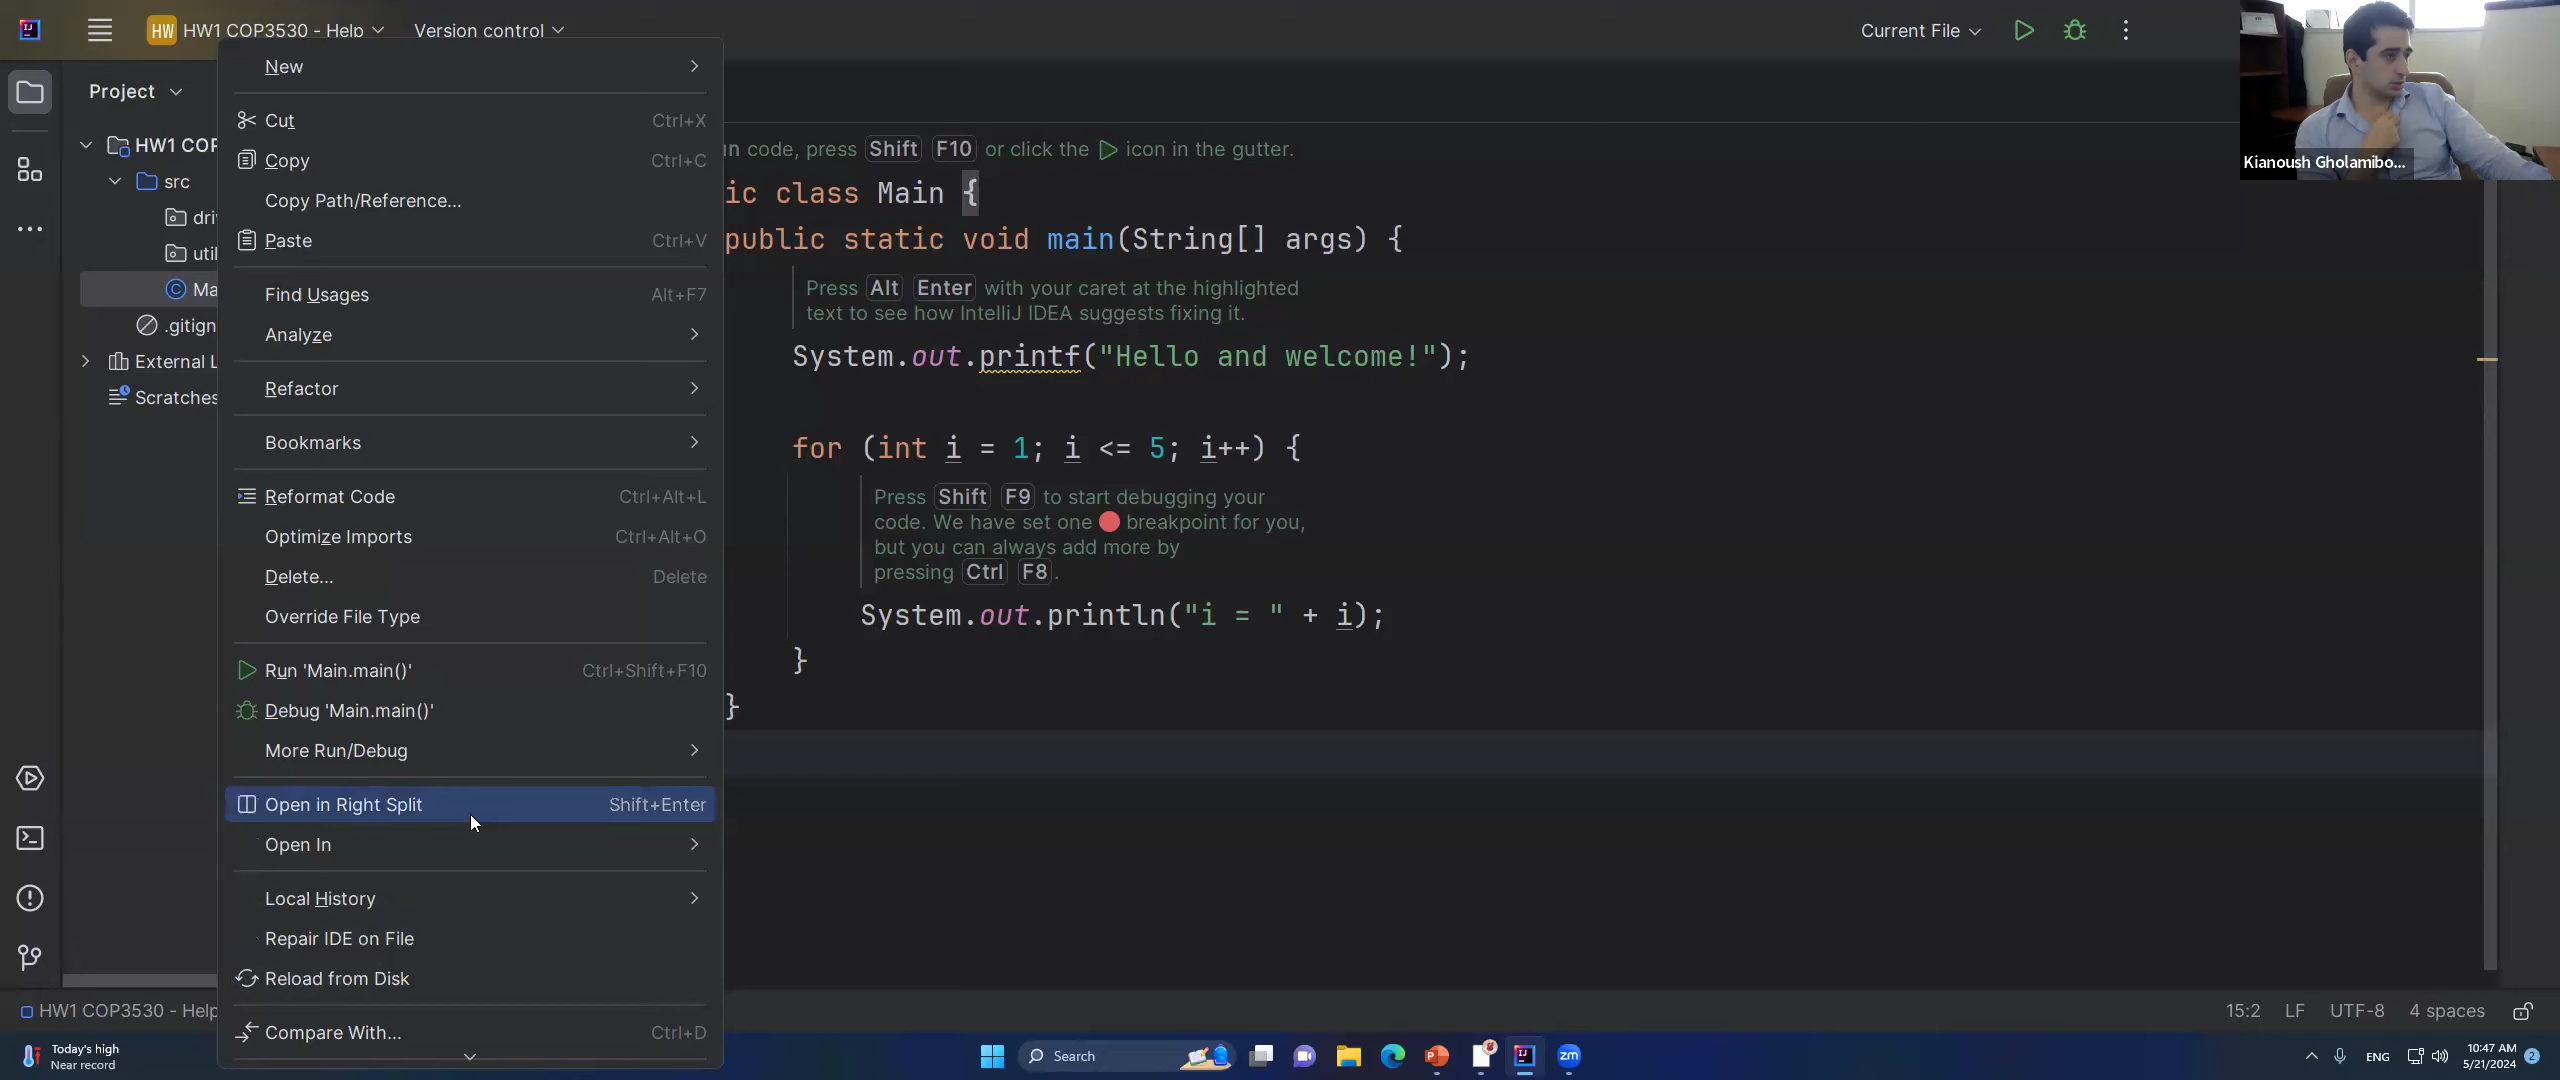 HW HW1 COP3530 - Help
Version control
Current File
Project
HW1 COP
src
dri
util
Ma
.gitign
External L
Scratches
New
Cut Ctrl+X
Copy Ctrl+C
Copy Path/Reference...
Paste Ctrl+V
Find Usages Alt+F7
Analyze
Refactor
Bookmarks
Reformat Code Ctrl+Alt+L
Optimize Imports Ctrl+Alt+O
Delete... Delete
Override File Type
Run 'Main.main()' Ctrl+Shift+F10
Debug 'Main.main()'
More Run/Debug
Open in Right Split Shift+Enter
Open In
Local History
Repair IDE on File
Reload from Disk
Compare With... Ctrl+D
n code, press Shift F10 or click the icon in the gutter.
ic class Main {
public static void main(String[] args) {
Press Alt Enter with your caret at the highlighted
text to see how IntelliJ IDEA suggests fixing it.
System.out.printf("Hello and welcome!");
for (int i = 1; i <= 5; i++) {
Press Shift F9 to start debugging your
code. We have set one breakpoint for you,
but you can always add more by
pressing Ctrl F8.
System.out.println("i = " + i);
}
}
Kianoush Gholamibo...
HW1 COP3530 - Help
15:2 LF UTF-8 4 spaces
Today's high
Near record
Search
zm
ENG
10:47 AM
5/21/2024
2